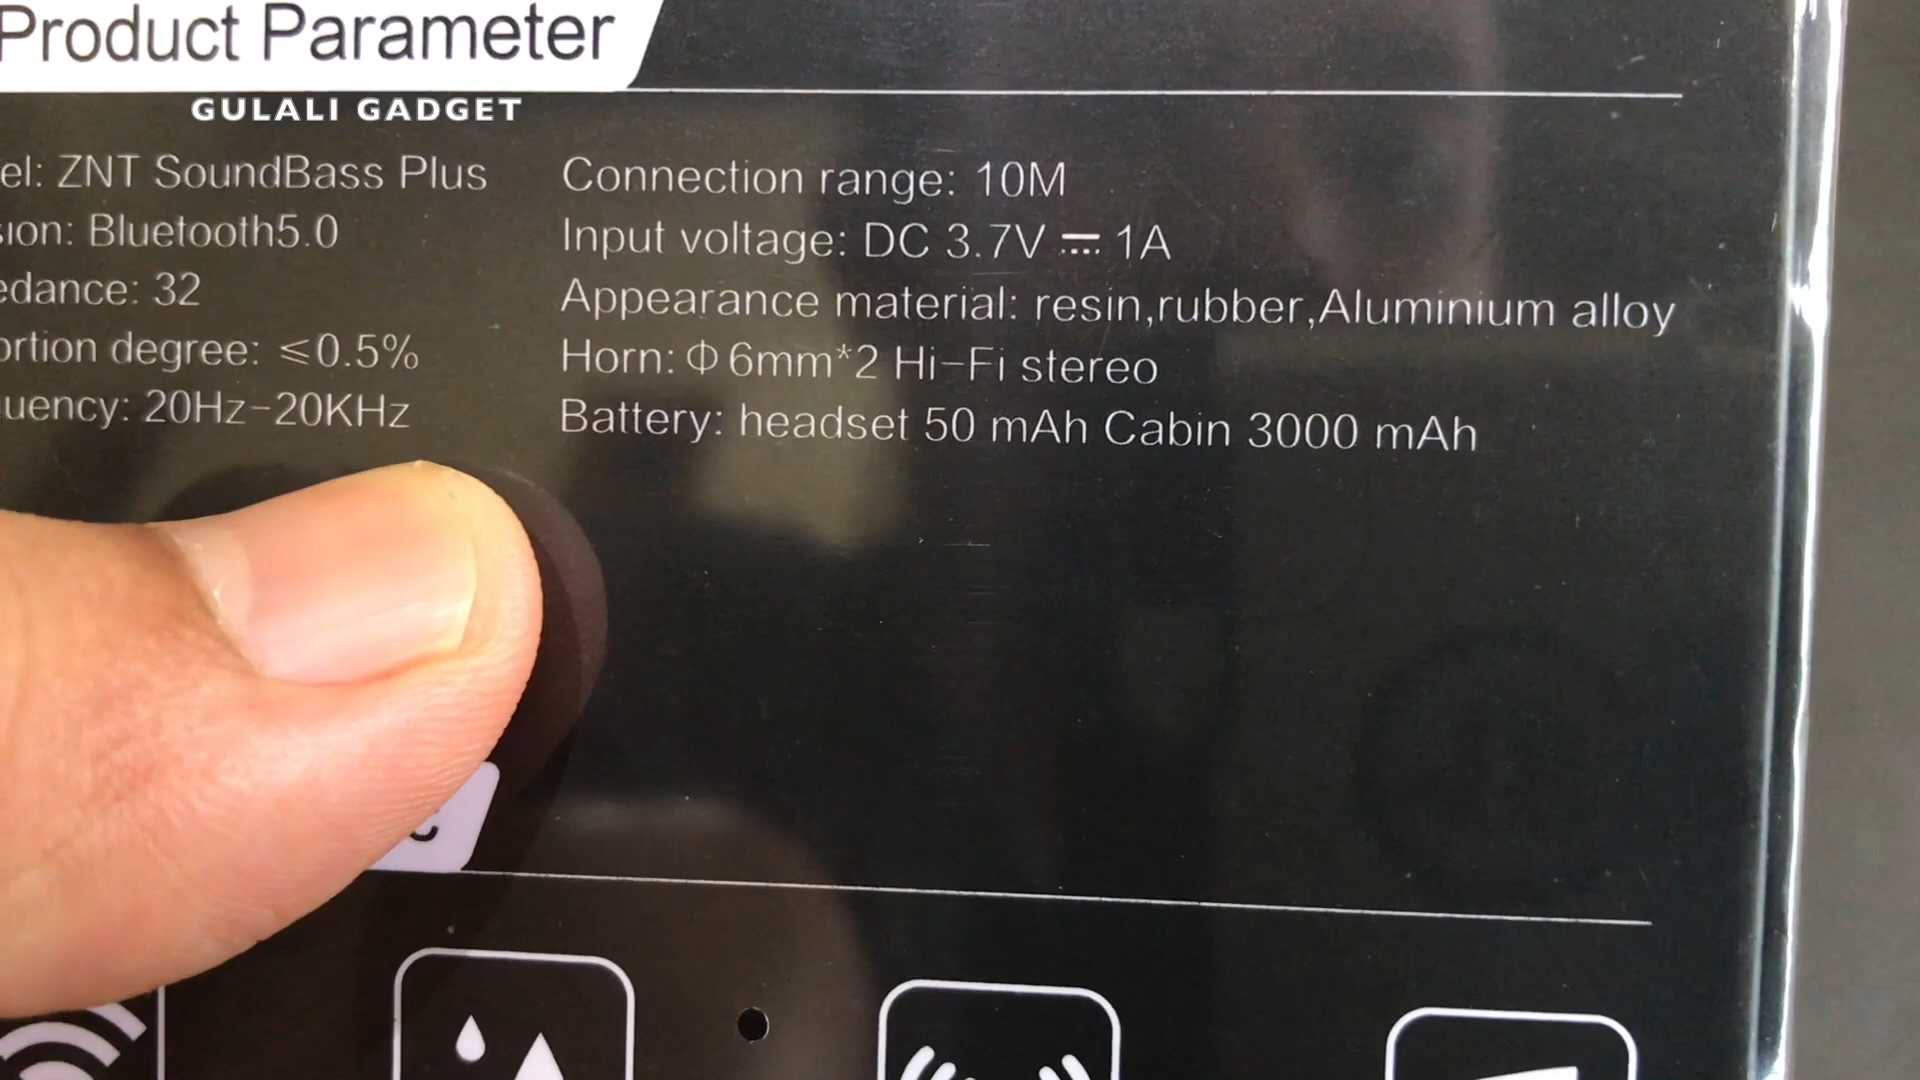 Product Parameter
GULALI GADGET
el: ZNT SoundBass Plus
sion: Bluetooth5.0
edance: 32
ortion degree: ≤0.5%
uency: 20Hz-20KHz
Connection range: 10M
Input voltage: DC 3.7V ⎓ 1A
Appearance material: resin,rubber,Aluminium alloy
Horn: Φ6mm*2 Hi-Fi stereo
Battery: headset 50 mAh Cabin 3000 mAh